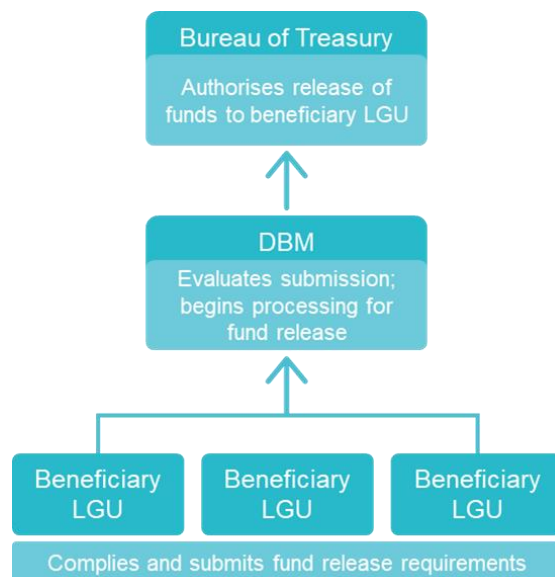 Bureau of Treasury
Authorises release of
funds to beneficiary LGU
DBM
Evaluates submission;
begins processing for
fund release
Beneficiary
LGU
Beneficiary
LGU
Beneficiary
LGU
Complies and submits fund release requirements